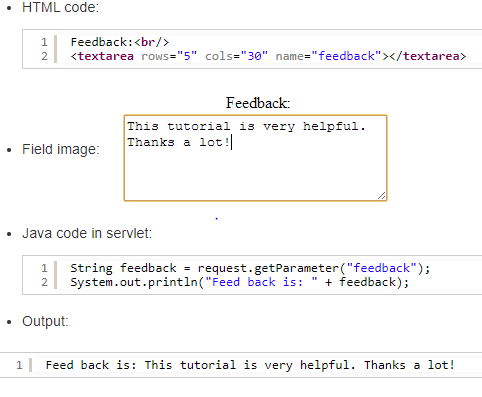 HTML code:
1 Feedback:<br/>
2 <textarea rows="5" cols="30" name="feedback"></textarea>
Feedback:
Field image:
This tutorial is very helpful.
Thanks a lot!
Java code in servlet:
1 String feedback = request.getParameter("feedback");
2 System.out.println("Feed back is: " + feedback);
Output:
1 Feed back is: This tutorial is very helpful. Thanks a lot!